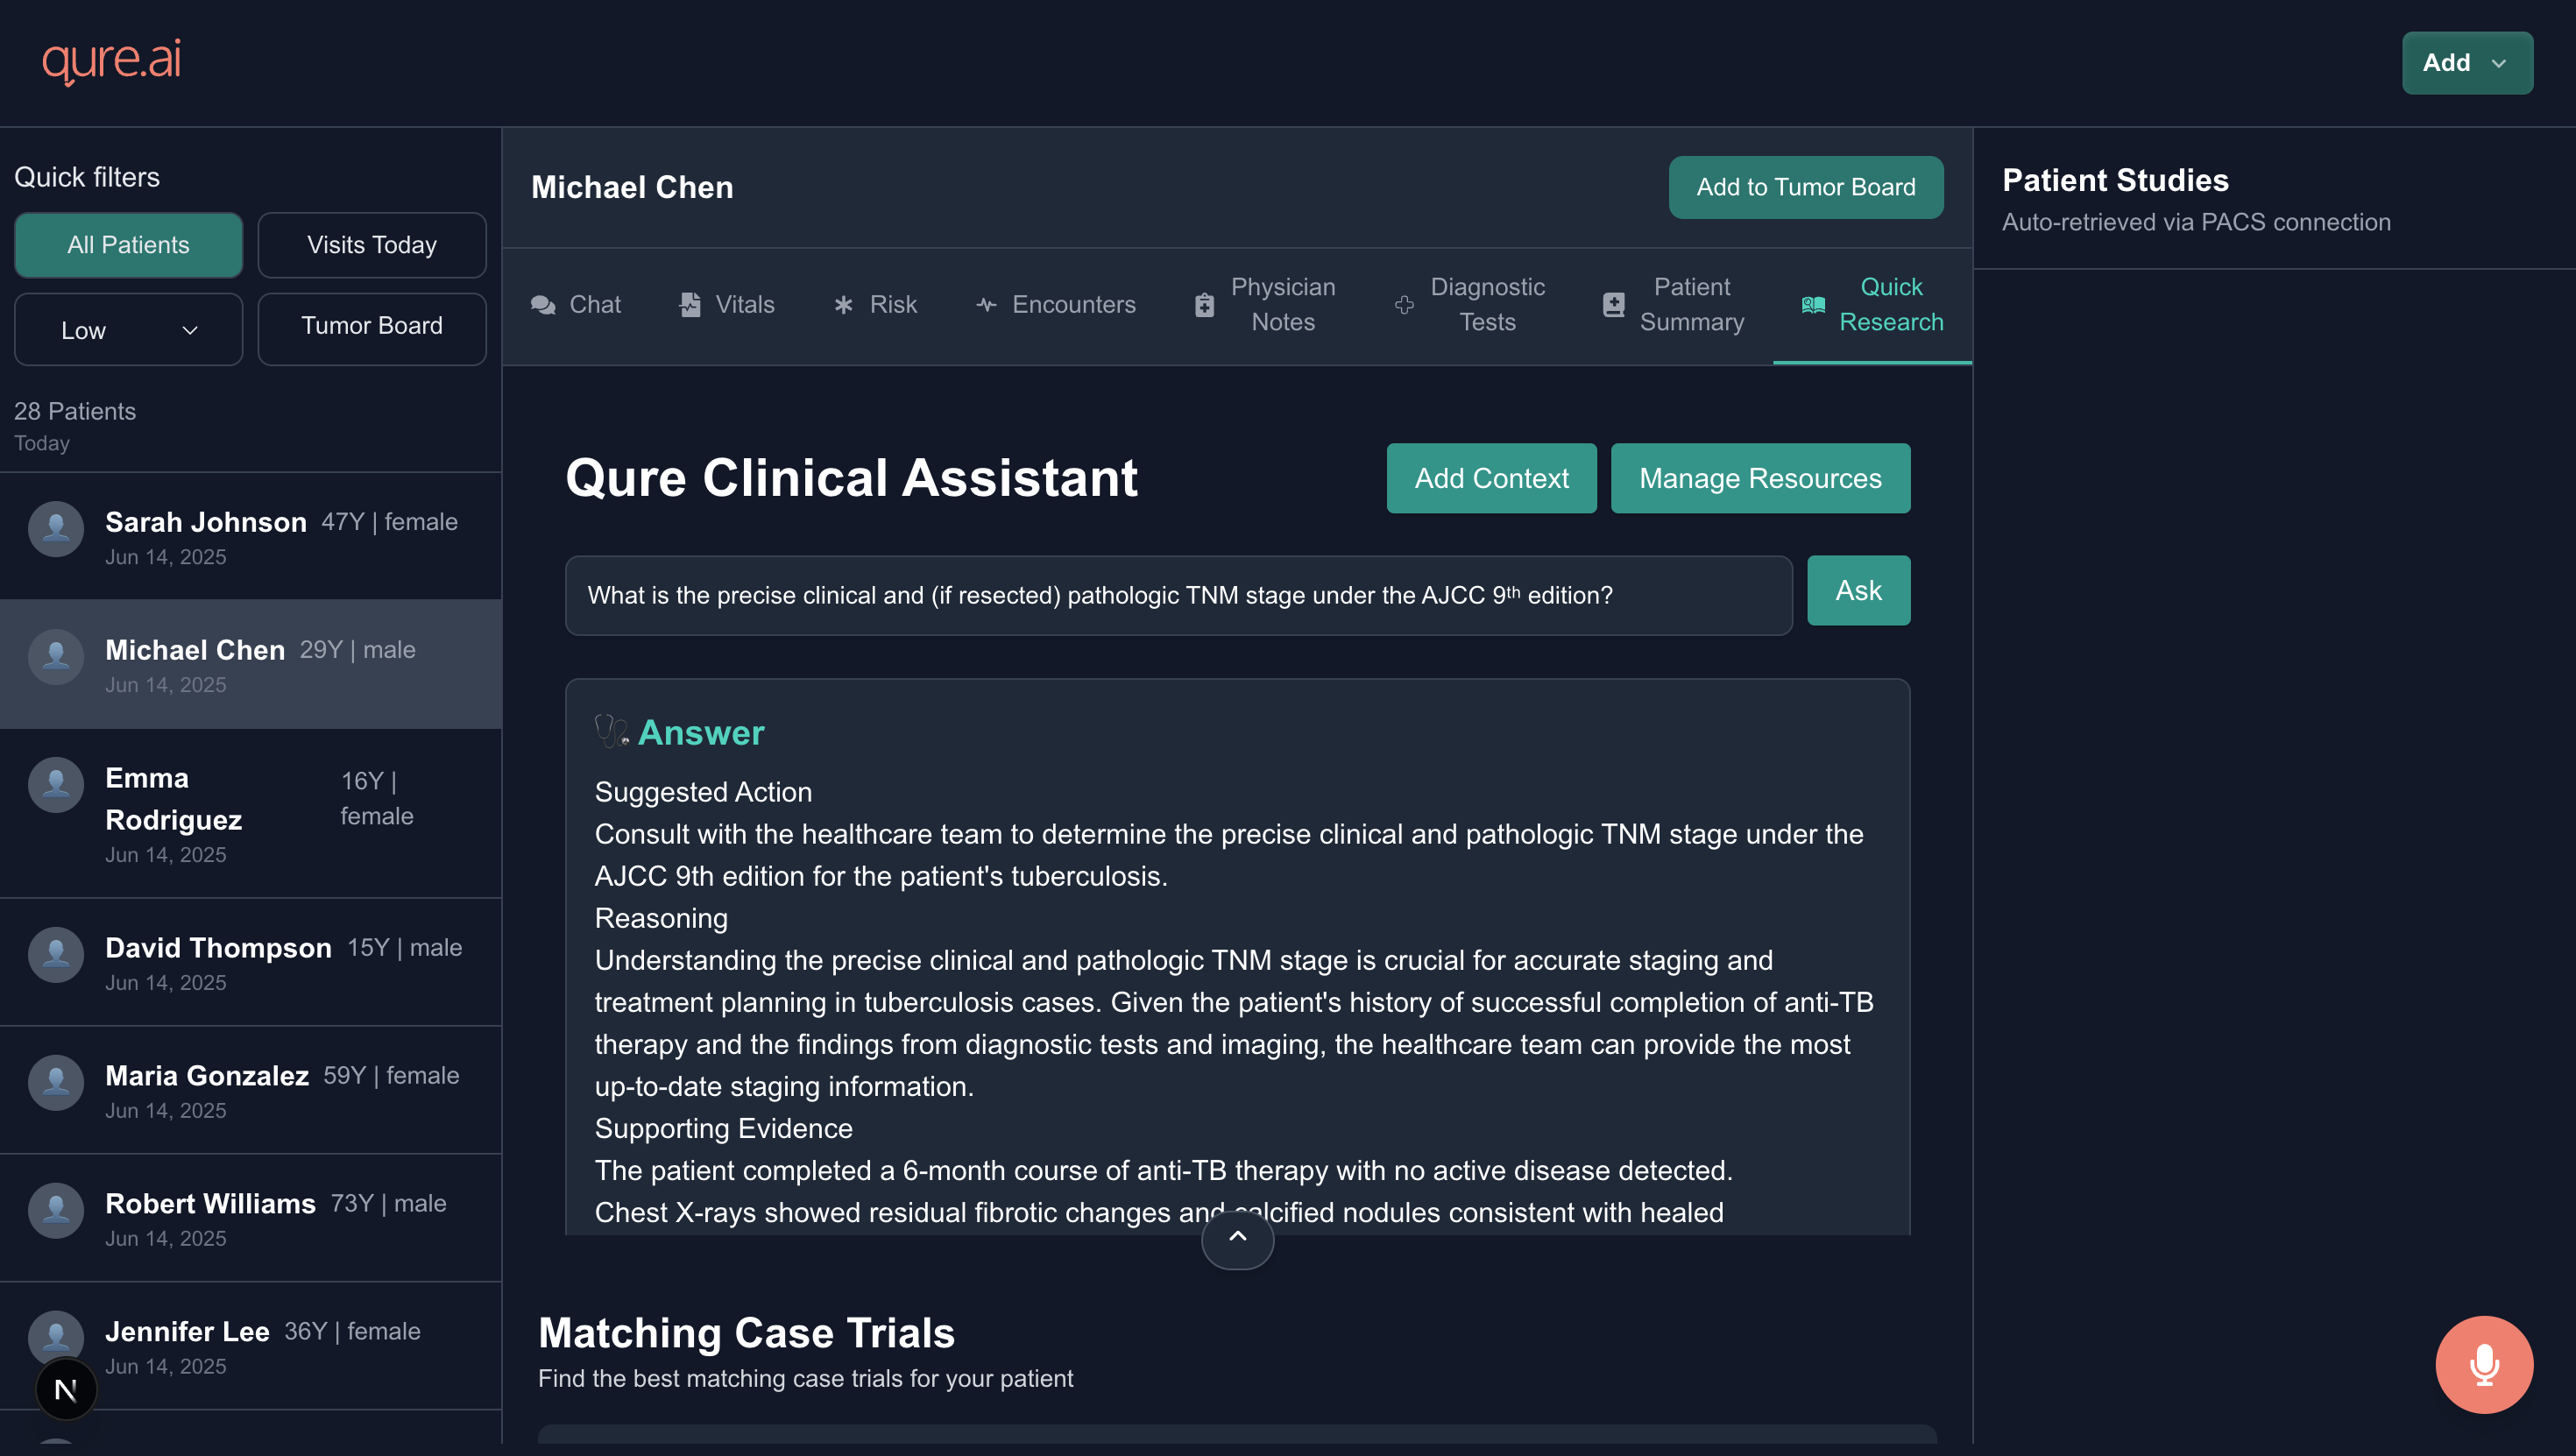 qure.ai
Add
Quick filters
All Patients
Visits Today
Low
Tumor Board
28 Patients
Today
Sarah Johnson 47Y | female
Jun 14, 2025
Michael Chen 29Y | male
Jun 14, 2025
Emma
Rodriguez
16Y |
female
Jun 14, 2025
David Thompson 15Y | male
Jun 14, 2025
Maria Gonzalez 59Y | female
Jun 14, 2025
Robert Williams 73Y | male
Jun 14, 2025
Jennifer Lee 36Y | female
Jun 14, 2025
N
Michael Chen
Add to Tumor Board
Chat
Vitals
Risk
Encounters
Physician
Notes
Diagnostic
Tests
Patient
Summary
Quick
Research
Qure Clinical Assistant
Add Context
Manage Resources
What is the precise clinical and (if resected) pathologic TNM stage under the AJCC 9ᵗʰ edition?
Ask
Answer
Suggested Action
Consult with the healthcare team to determine the precise clinical and pathologic TNM stage under the
AJCC 9th edition for the patient's tuberculosis.
Reasoning
Understanding the precise clinical and pathologic TNM stage is crucial for accurate staging and
treatment planning in tuberculosis cases. Given the patient's history of successful completion of anti-TB
therapy and the findings from diagnostic tests and imaging, the healthcare team can provide the most
up-to-date staging information.
Supporting Evidence
The patient completed a 6-month course of anti-TB therapy with no active disease detected.
Chest X-rays showed residual fibrotic changes and calcified nodules consistent with healed
Matching Case Trials
Find the best matching case trials for your patient
Patient Studies
Auto-retrieved via PACS connection